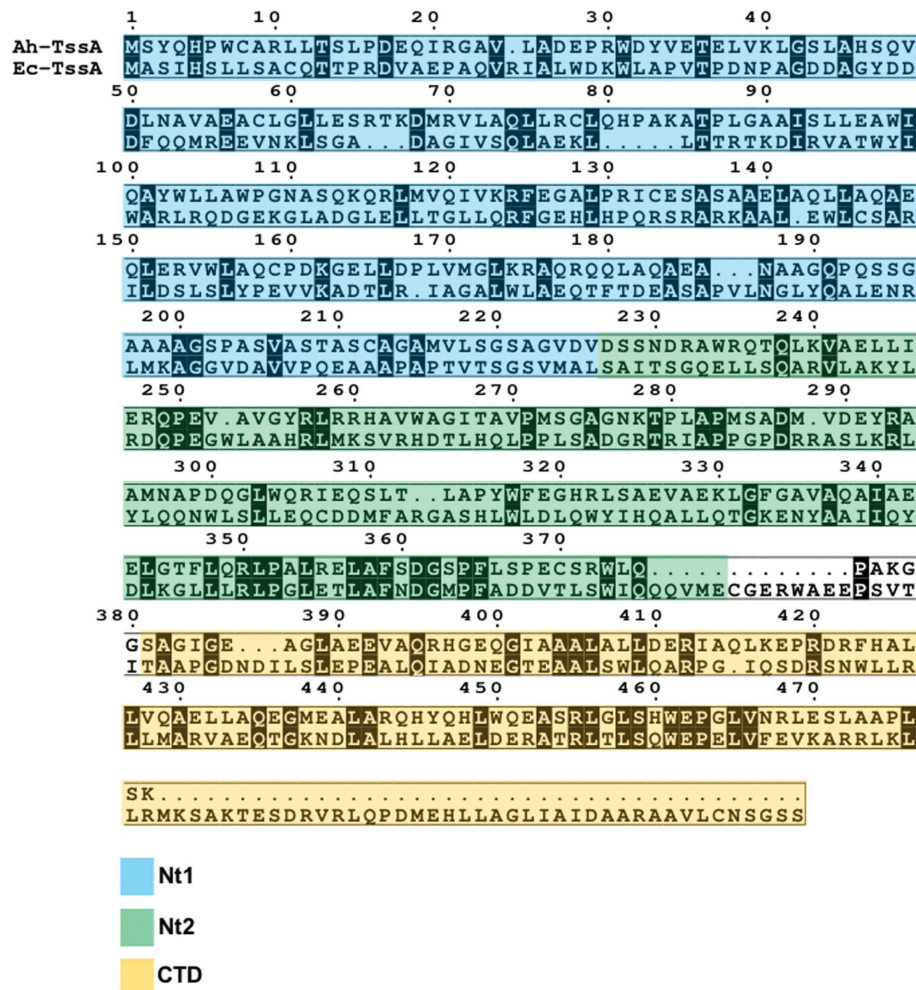 1 10 20 30 40
Ah-TssA MSYQHPWCARLLTSLPDEQIRGAV.LADEPRWDYVETELVKLGSLAHSQV
Ec-TssA MASIHSLLSACQTTPRDVAEPAQVRIALWDKWLAPVTPDNPAGDDAGYDD
50 60 70 80 90
DLNAVAEACLGLLESRTKDMRVLAQLLRCLQHPAKATPLGAAISLLEAWI
DFQQMREEVNKLSGA...DAGIVSQLAEKL.....LTTRTKDIRVATWYI
100 110 120 130 140
QAYWLLAWPGNASQKQRLMVQIVKRFEGALPRICESASAAELAQLLAQAE
WARLRQDGEKGLADGLELLTGLLQRFGEHLHPQRSRARKAAL.EWLCSAR
150 160 170 180 190
QLERVWLAQCPDKGELLDPLVMGLKRAQRQQLAQAEA...NAAGQPQSSG
ILDSLSLYPEVVKADTLR.IAGALWLAEQTFTDEASAPVLNGLYQALENR
200 210 220 230 240
AAAAGSPASVASTASCAGAMVLSGSAGVDVDSSNDRAWRQTQLKVAELLI
LMKAGGVDAVVPQEAAAPAPTVTSGSVMALSAITSGQELLSQARVLAKYL
250 260 270 280 290
ERQPEV.AVGYRLRRHAVWAGITAVPMSGAGNKTPLAPMSADM.VDEYRA
RDQPEGWLAAHRLMKSVRHDTLHQLPPLSADGRTRIAPPGPDRRASLKRL
300 310 320 330 340
AMNAPDQGLWQRIEQSLT..LAPYWFEGHRLSAEVAEKLGFGAVAQAIAE
YLQQNWLSLLEQCDDMFARGASHLWLDLQWYIHQALLQTGKENYAAIIQY
350 360 370
ELGTFLQRLPALRELAFSDGSPFLSPECSRWLQ.............PAKG
DLKGLLLRLPGLETLAFNDGMPFADDVTLSWIQQQVMECGERWAEEPSVT
380 390 400 410 420
GSAGIGE...AGLAEEVAQRHGEQGIAAALALLDERIAQLKEPRDRFHAL
ITAAPGDNDILSLEPEALQIADNEGTEAALSWLQARPG.IQSDRSNWLLR
430 440 450 460 470
LVQAELLAQEGMEALARQHYQHLWQEASRLGLSHWEPGLVNRLESLAAPL
LLMARVAEQTGKNDLALHLLAELDERATRLTLSQWEPELVFEVKARRLKL
SK.........................................
LRMKSAKTESDRVRLQPDMEHLLAGLIAIDAARAAVLCNSGSS
Nt1
Nt2
CTD